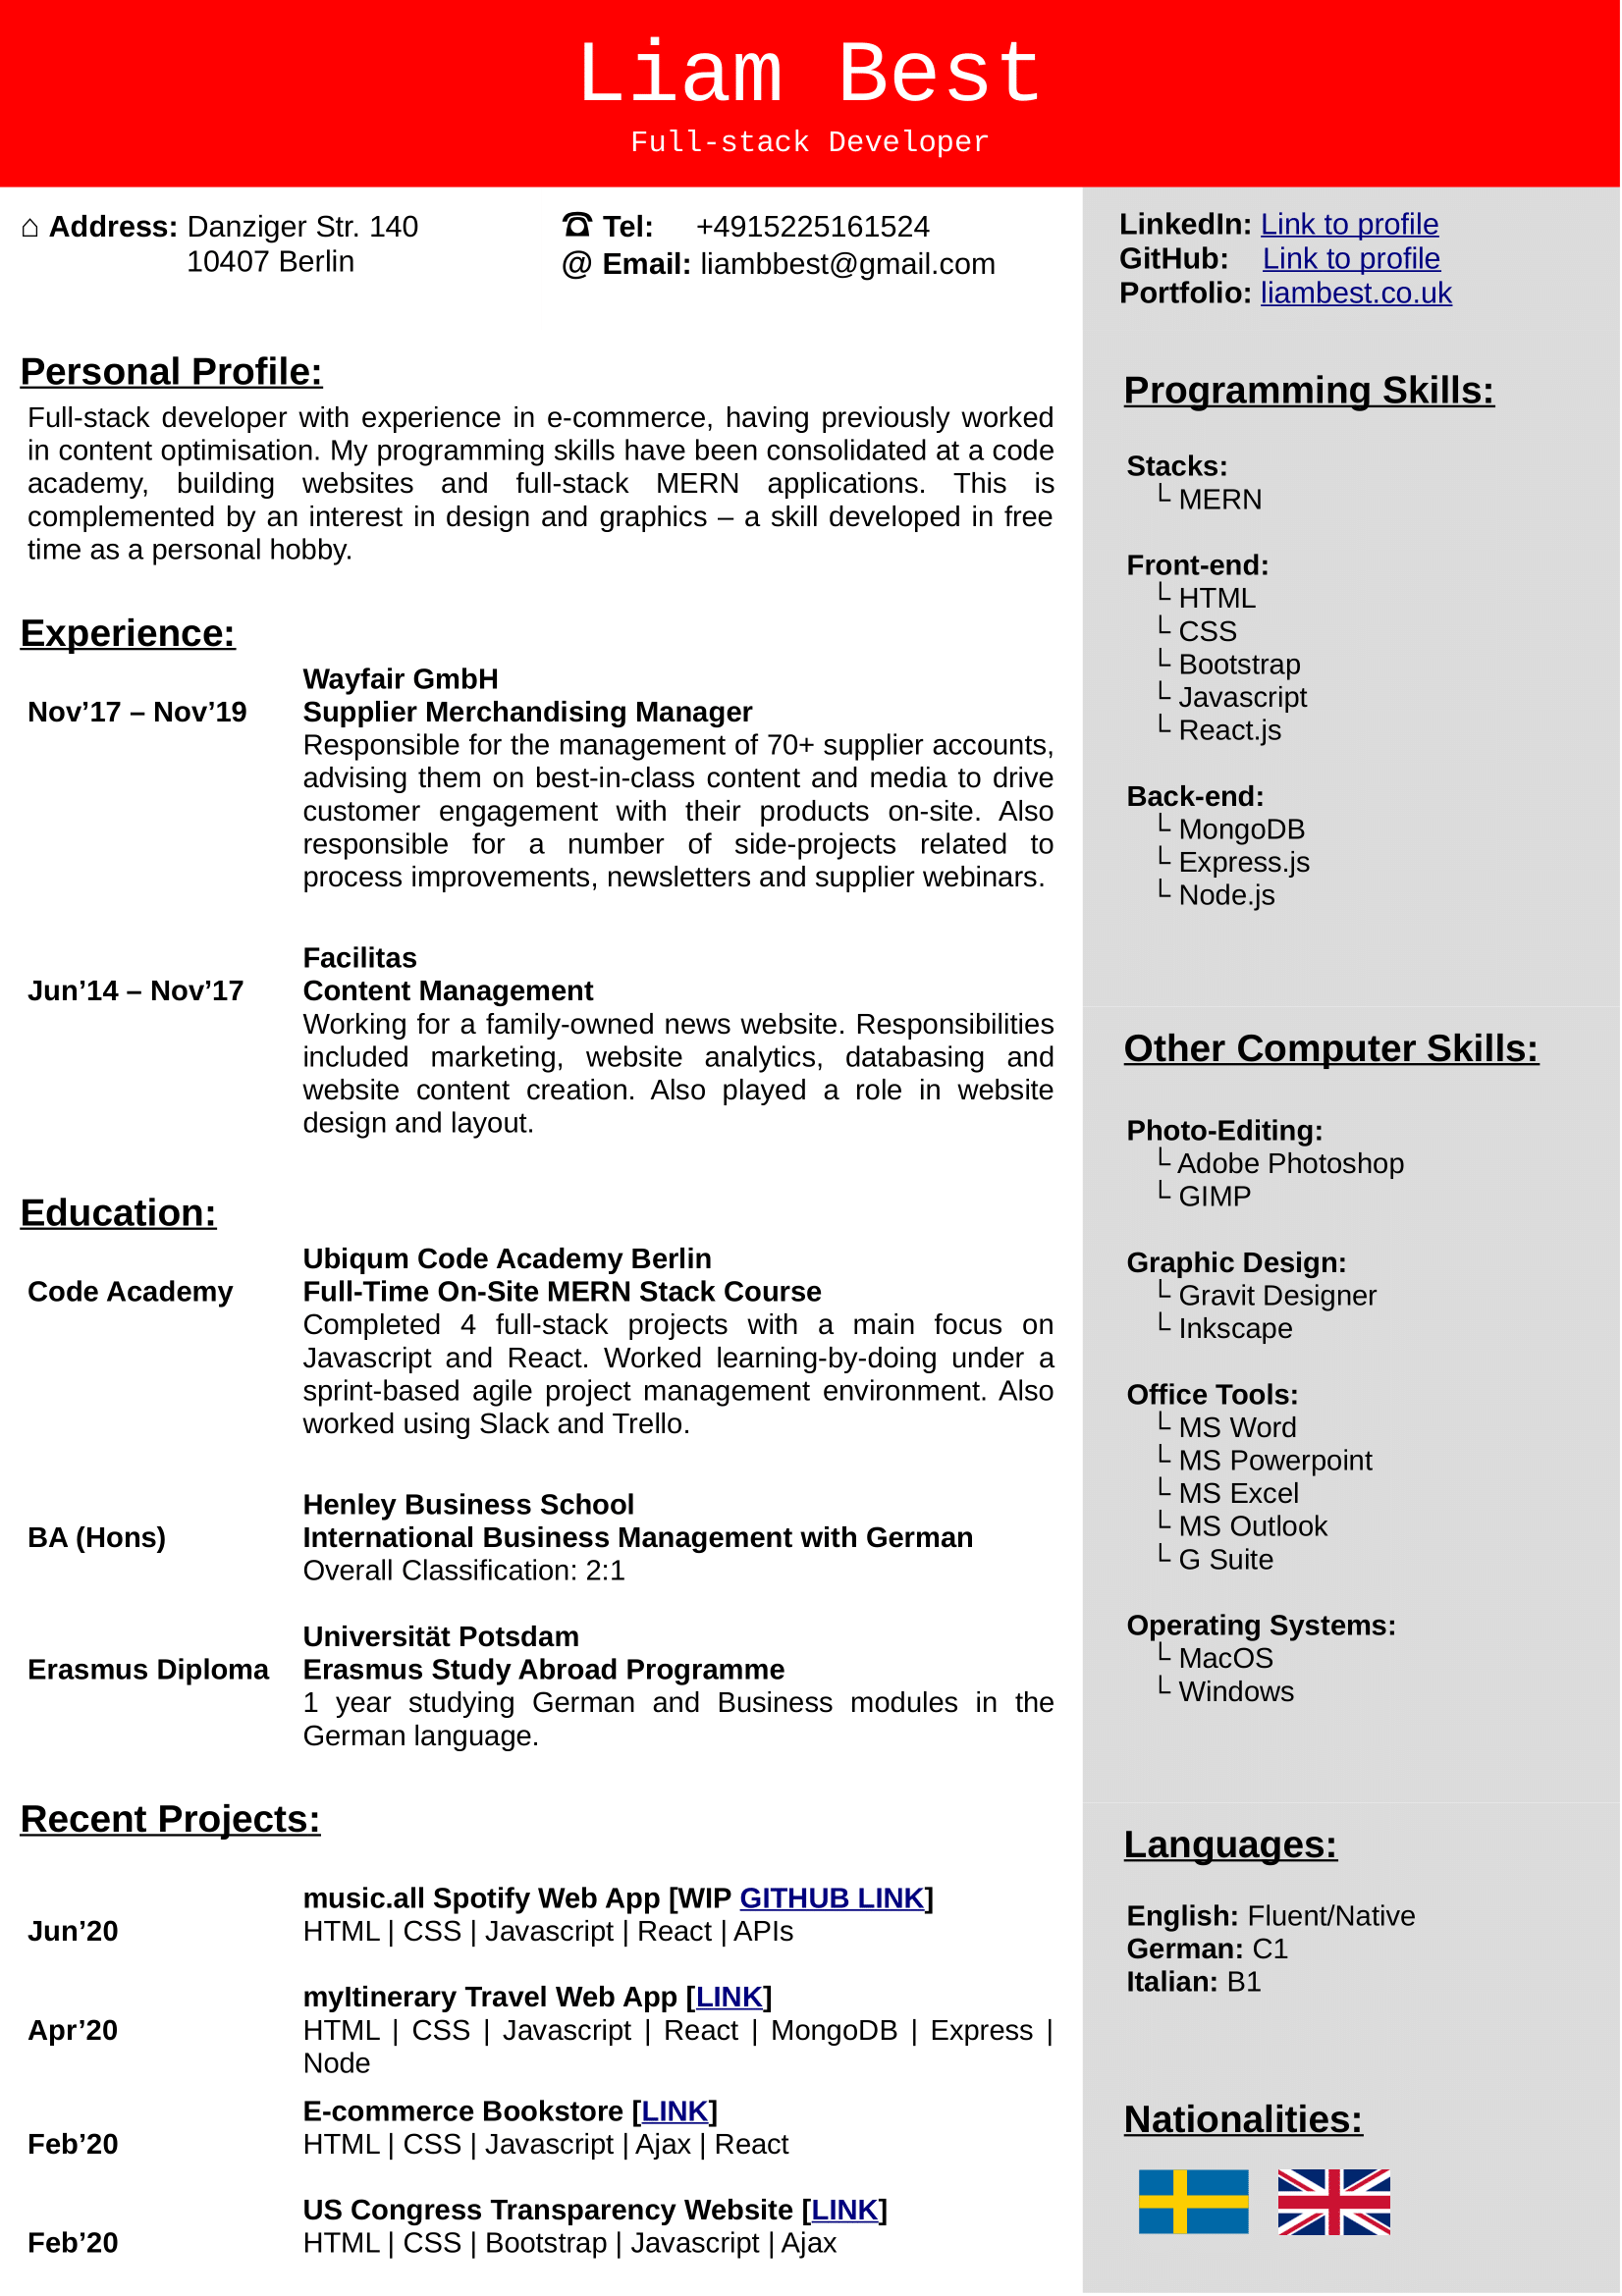 Liam Best
Full-stack Developer
⌂ Address: Danziger Str. 140
10407 Berlin
☎ Tel: +4915225161524
@ Email: liambbest@gmail.com
LinkedIn: Link to profile
GitHub: Link to profile
Portfolio: liambest.co.uk
Personal Profile:
Full-stack developer with experience in e-commerce, having previously worked
in content optimisation. My programming skills have been consolidated at a code
academy, building websites and full-stack MERN applications. This is
complemented by an interest in design and graphics – a skill developed in free
time as a personal hobby.
Experience:
Wayfair GmbH
Nov’17 – Nov’19 Supplier Merchandising Manager
Responsible for the management of 70+ supplier accounts,
advising them on best-in-class content and media to drive
customer engagement with their products on-site. Also
responsible for a number of side-projects related to
process improvements, newsletters and supplier webinars.
Facilitas
Jun’14 – Nov’17 Content Management
Working for a family-owned news website. Responsibilities
included marketing, website analytics, databasing and
website content creation. Also played a role in website
design and layout.
Education:
Ubiqum Code Academy Berlin
Code Academy Full-Time On-Site MERN Stack Course
Completed 4 full-stack projects with a main focus on
Javascript and React. Worked learning-by-doing under a
sprint-based agile project management environment. Also
worked using Slack and Trello.
Henley Business School
BA (Hons) International Business Management with German
Overall Classification: 2:1
Universität Potsdam
Erasmus Diploma Erasmus Study Abroad Programme
1 year studying German and Business modules in the
German language.
Recent Projects:
music.all Spotify Web App [WIP GITHUB LINK]
Jun’20 HTML | CSS | Javascript | React | APIs
myItinerary Travel Web App [LINK]
Apr’20 HTML | CSS | Javascript | React | MongoDB | Express |
Node
E-commerce Bookstore [LINK]
Feb’20 HTML | CSS | Javascript | Ajax | React
US Congress Transparency Website [LINK]
Feb’20 HTML | CSS | Bootstrap | Javascript | Ajax
Programming Skills:
Stacks:
└ MERN
Front-end:
└ HTML
└ CSS
└ Bootstrap
└ Javascript
└ React.js
Back-end:
└ MongoDB
└ Express.js
└ Node.js
Other Computer Skills:
Photo-Editing:
└ Adobe Photoshop
└ GIMP
Graphic Design:
└ Gravit Designer
└ Inkscape
Office Tools:
└ MS Word
└ MS Powerpoint
└ MS Excel
└ MS Outlook
└ G Suite
Operating Systems:
└ MacOS
└ Windows
Languages:
English: Fluent/Native
German: C1
Italian: B1
Nationalities: